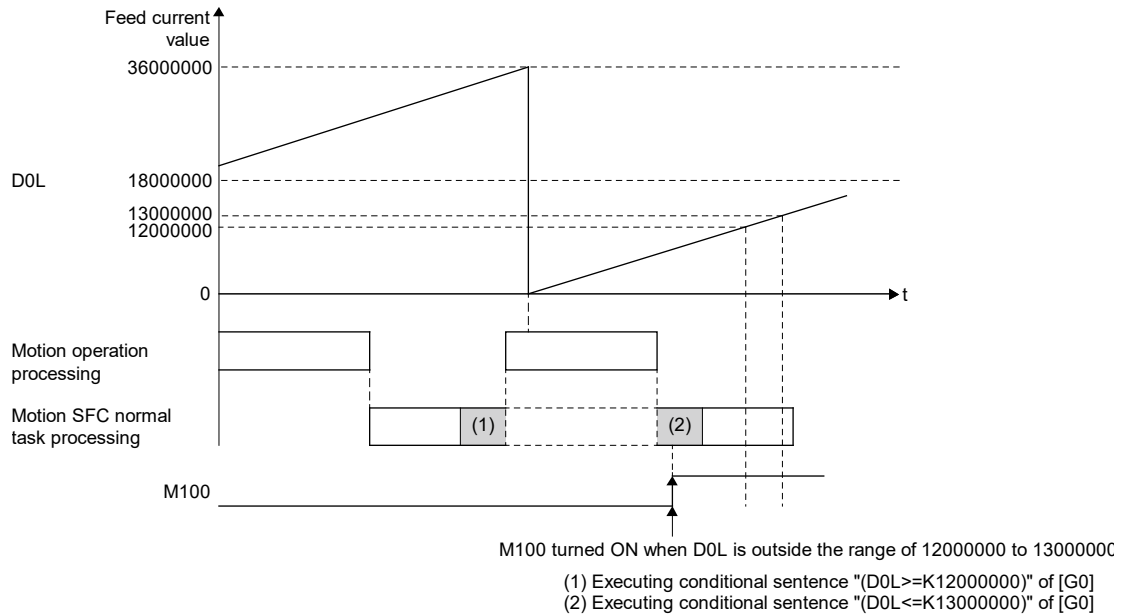 Feed current
value
36000000
D0L
18000000
13000000
12000000
0
t
Motion operation
processing
Motion SFC normal
task processing
(1)
(2)
M100
M100 turned ON when D0L is outside the range of 12000000 to 13000000
(1) Executing conditional sentence "(D0L>=K12000000)" of [G0]
(2) Executing conditional sentence "(D0L<=K13000000)" of [G0]